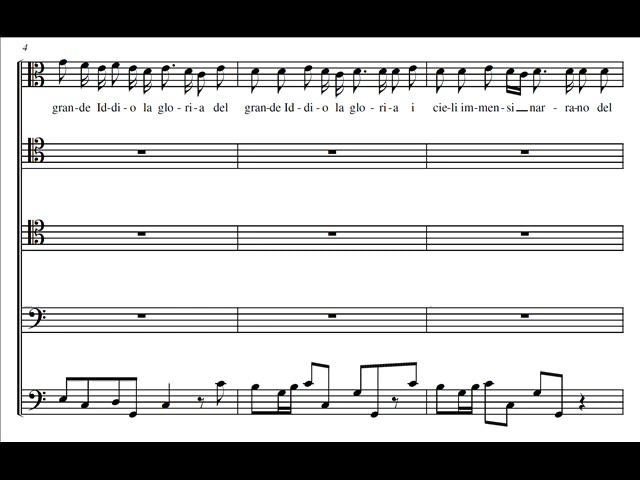 4
gran-de Id-di-o la glo-ri-a del gran-de Id-di-o la glo-ri-a i cie-li im-men-si nar-ra-no del